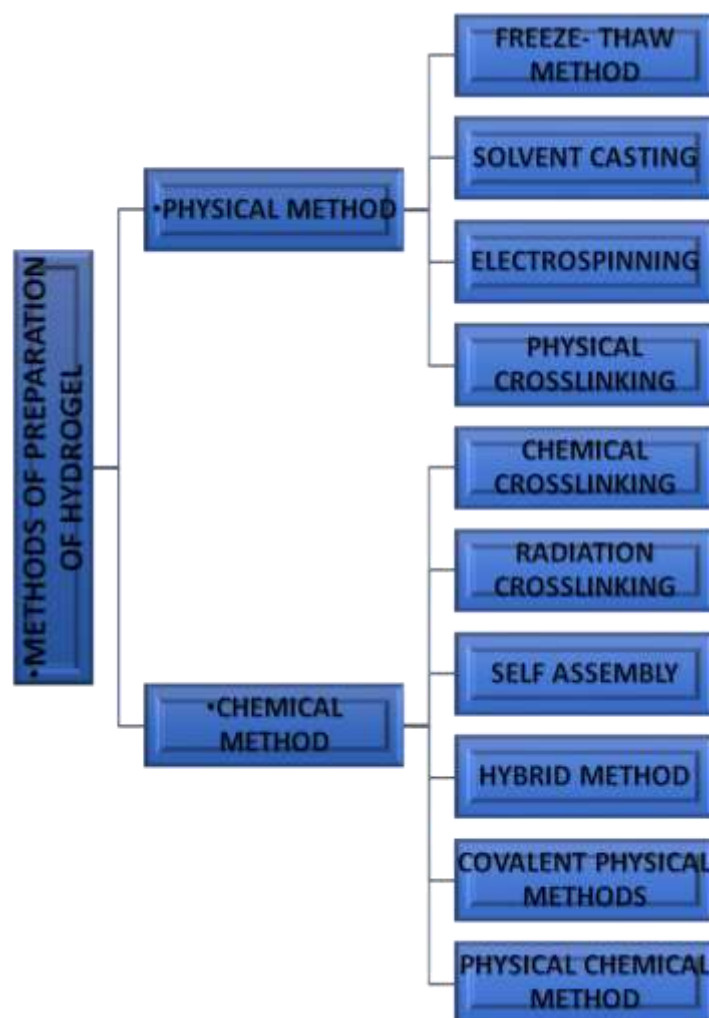 •METHODS OF PREPARATION
OF HYDROGEL
•PHYSICAL METHOD
FREEZE- THAW
METHOD
SOLVENT CASTING
ELECTROSPINNING
PHYSICAL
CROSSLINKING
•CHEMICAL
METHOD
CHEMICAL
CROSSLINKING
RADIATION
CROSSLINKING
SELF ASSEMBLY
HYBRID METHOD
COVALENT PHYSICAL
METHODS
PHYSICAL CHEMICAL
METHOD